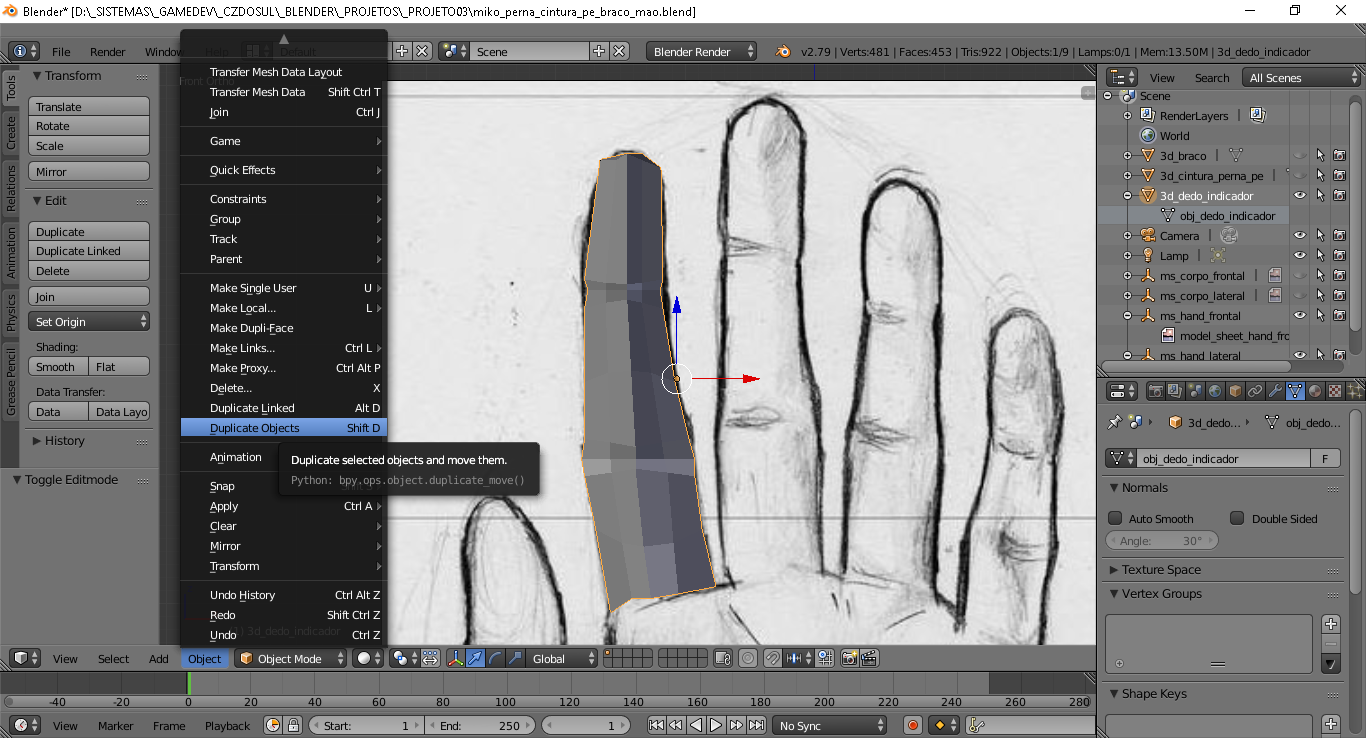 Blender* [D:\_SISTEMAS\_GAMEDEV\_CZDOSUL\_BLENDER\_PROJETOS\_PROJETO03\miko_perna_cintura_pe_braco_mao.blend]
File Render Window Help Default Scene Blender Render v2.79 | Verts:481 | Faces:453 | Tris:922 | Objects:1/9 | Lamps:0/1 | Mem:13.50M | 3d_dedo_indicador
Tools
Create
Relations
Animation
Physics
Grease Pencil
Transform
Translate
Rotate
Scale
Mirror
Edit
Duplicate
Duplicate Linked
Delete
Join
Set Origin
Shading:
Smooth Flat
Data Transfer:
Data Data Layo
History
Toggle Editmode
Front Ortho
Transfer Mesh Data Layout
Transfer Mesh Data Shift Ctrl T
Join Ctrl J
Game
Quick Effects
Constraints
Group
Track
Parent
Make Single User U
Make Local... L
Make Dupli-Face
Make Links... Ctrl L
Make Proxy... Ctrl Alt P
Delete... X
Duplicate Linked Alt D
Duplicate Objects Shift D
Animation
Snap
Apply Ctrl A
Clear
Mirror
Transform
Undo History Ctrl Alt Z
Redo Shift Ctrl Z
Undo Ctrl Z
(1) 3d_dedo_indicador
Duplicate selected objects and move them.
Python: bpy.ops.object.duplicate_move()
View Search All Scenes
Scene
RenderLayers |
World
3d_braco |
3d_cintura_perna_pe |
3d_dedo_indicador
obj_dedo_indicador
Camera |
Lamp |
ms_corpo_frontal |
ms_corpo_lateral |
ms_hand_frontal
model_sheet_hand_frc
ms_hand_lateral
3d_dedo... obj_dedo...
obj_dedo_indicador F
Normals
Auto Smooth Double Sided
Angle: 30°
Texture Space
Vertex Groups
Shape Keys
View Select Add Object Object Mode Global
-40 -20 0 20 40 60 80 100 120 140 160 180 200 220 240 260 280
View Marker Frame Playback Start: 1 End: 250 1 No Sync